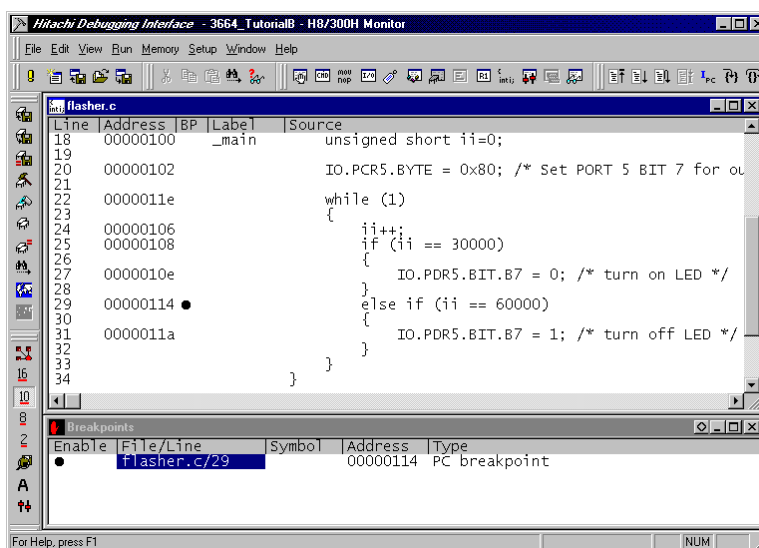 Hitachi Debugging Interface - 3664_TutorialB - H8/300H Monitor
File Edit View Run Memory Setup Window Help
flasher.c
Line Address BP Label Source
18 00000100 _main unsigned short ii=0;
19
20 00000102 IO.PCR5.BYTE = 0x80; /* Set PORT 5 BIT 7 for ou
21
22 0000011e while (1)
23 {
24 00000106 ii++;
25 00000108 if (ii == 30000)
26 {
27 0000010e IO.PDR5.BIT.B7 = 0; /* turn on LED */
28 }
29 00000114 ● else if (ii == 60000)
30 {
31 0000011a IO.PDR5.BIT.B7 = 1; /* turn off LED */
32 }
33 }
34 }
16
10
8
2
A
Breakpoints
Enable File/Line Symbol Address Type
● flasher.c/29 00000114 PC breakpoint
For Help, press F1 NUM